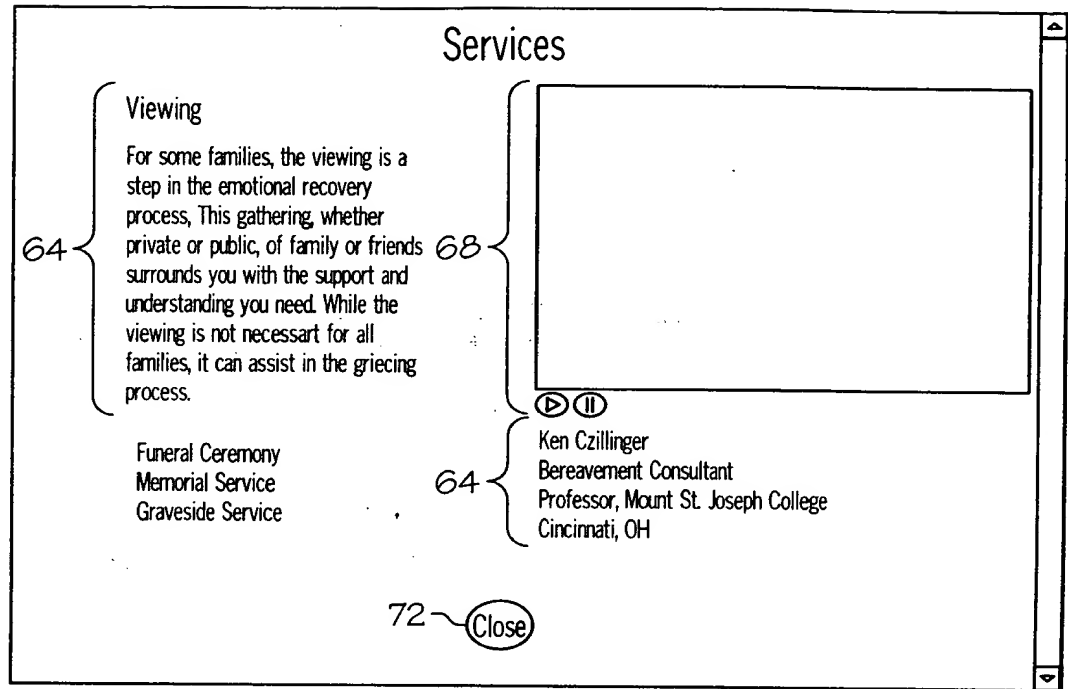 Services
Viewing
For some families, the viewing is a
step in the emotional recovery
process, This gathering, whether
private or public, of family or friends
surrounds you with the support and
understanding you need. While the
viewing is not necessart for all
families, it can assist in the griecing
process.
64
Funeral Ceremony
Memorial Service
Graveside Service
68
64
Ken Czillinger
Bereavement Consultant
Professor, Mount St. Joseph College
Cincinnati, OH
72
Close